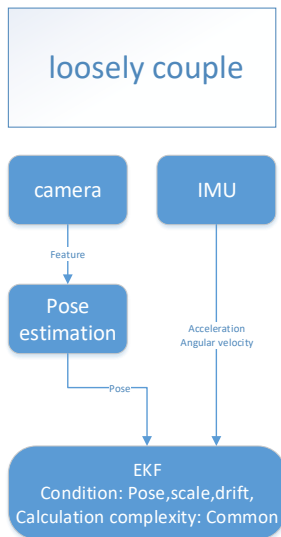 loosely couple
camera
IMU
Feature
Pose
estimation
Acceleration
Angular velocity
Pose
EKF
Condition: Pose,scale,drift,
Calculation complexity: Common